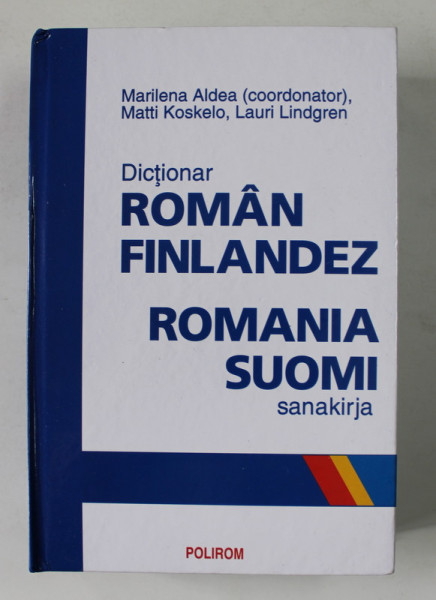 Marilena Aldea (coordonator),
Matti Koskelo, Lauri Lindgren
Dicţionar
ROMÂN
FINLANDEZ
ROMANIA
SUOMI
sanakirja
POLIROM